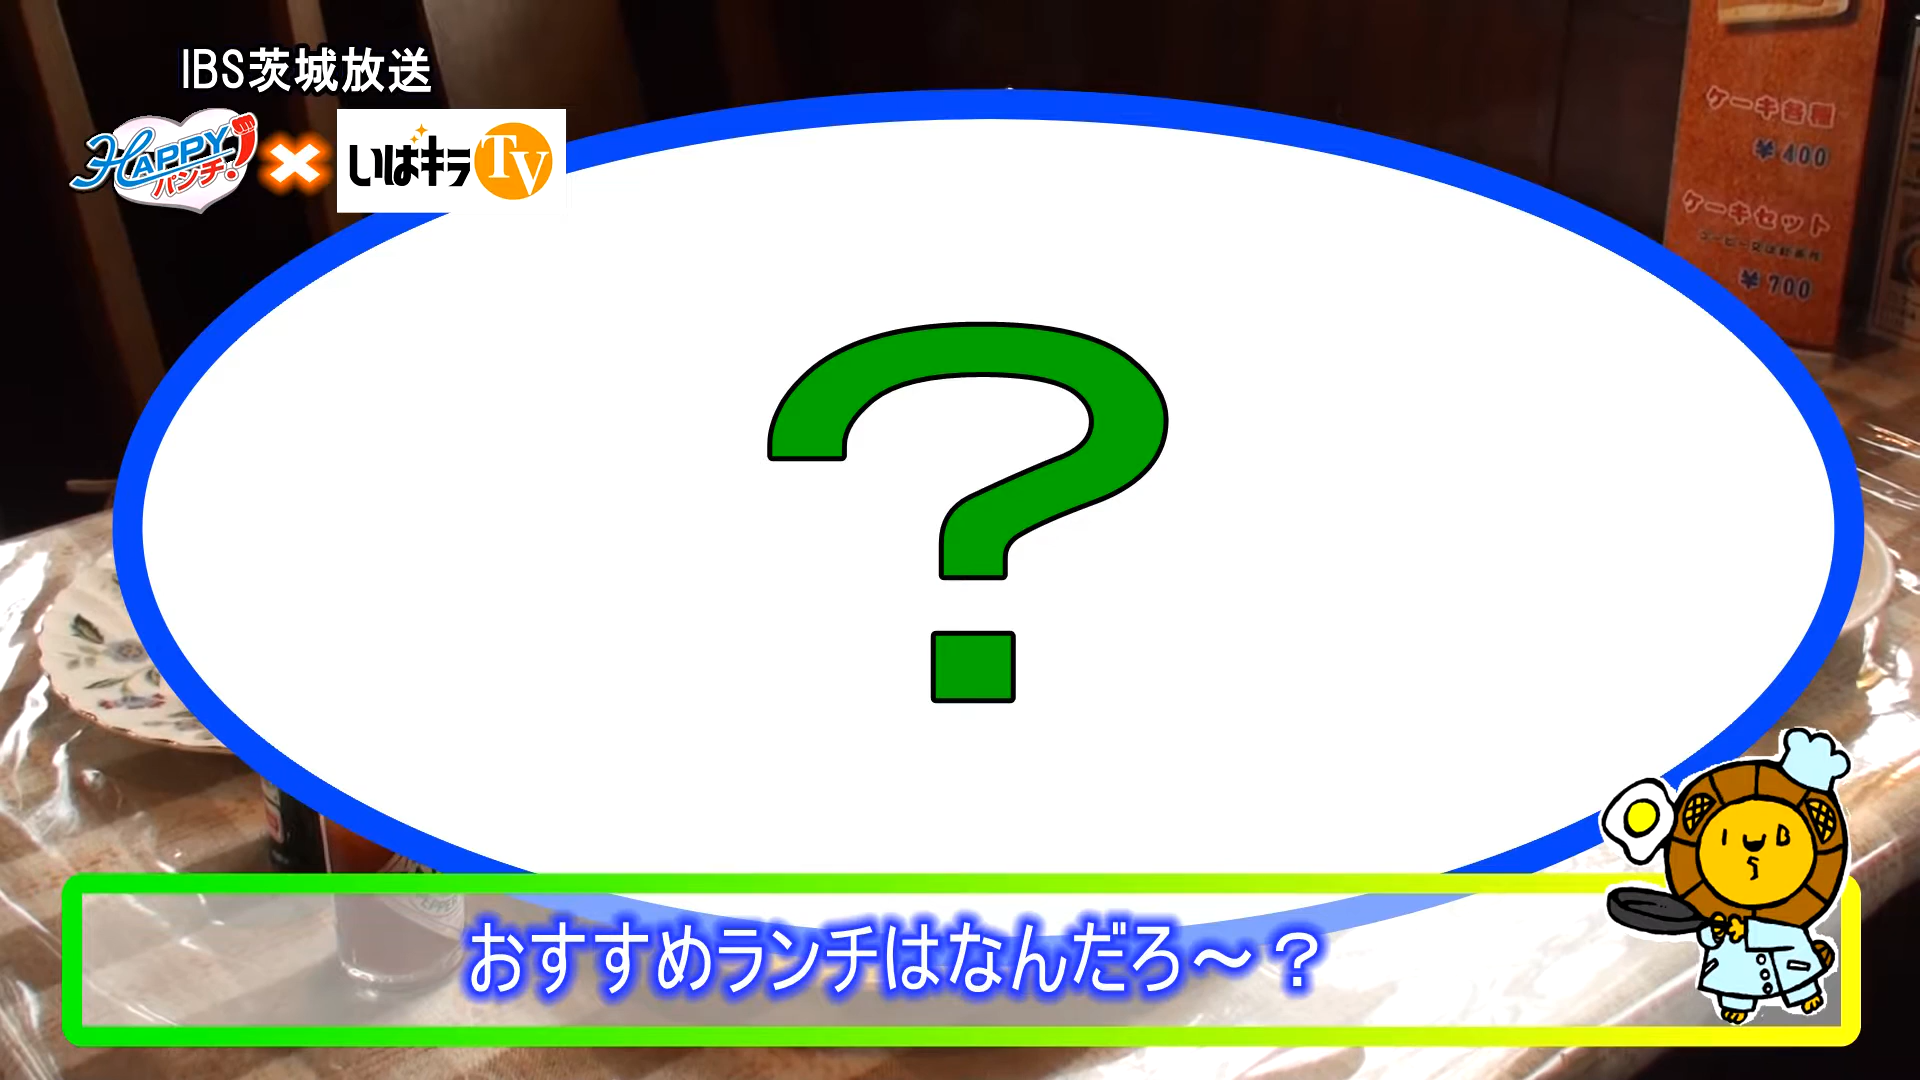 IBS茨城放送
HAPPY
パンチ!
×
いばキラ
TV
ケーキ各種
¥400
ケーキセット
¥700
?
おすすめランチはなんだろ～？